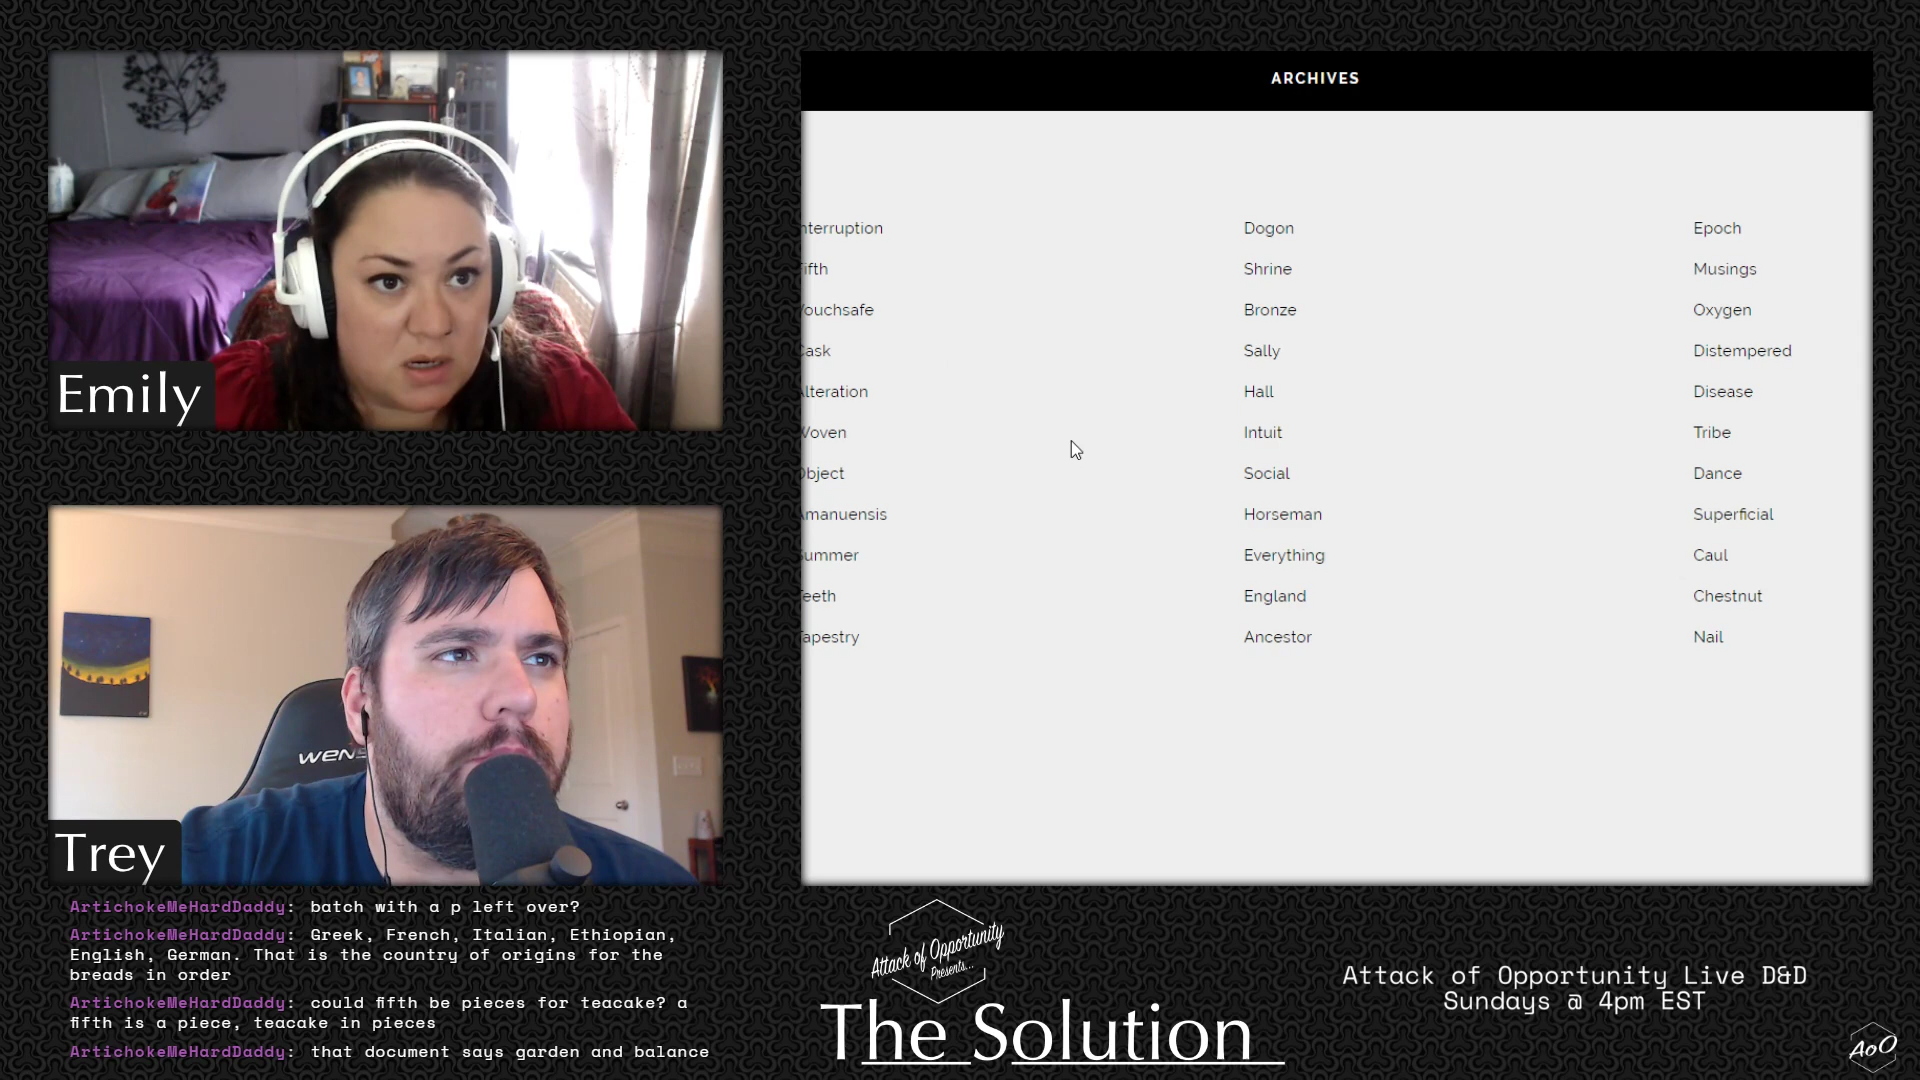 ARCHIVES
nterruption Dogon Epoch
ifth Shrine Musings
ouchsafe Bronze Oxygen
ask Sally Distempered
lteration Hall Disease
Woven Intuit Tribe
Object Social Dance
manuensis Horseman Superficial
ummer Everything Caul
eeth England Chestnut
apestry Ancestor Nail
Emily
WENS
Trey
ArtichokeMeHardDaddy: batch with a p left over?
ArtichokeMeHardDaddy: Greek, French, Italian, Ethiopian,
English, German. That is the country of origins for the
breads in order
ArtichokeMeHardDaddy: could fifth be pieces for teacake? a
fifth is a piece, teacake in pieces
ArtichokeMeHardDaddy: that document says garden and balance
Attack of Opportunity
Presents...
The Solution
Attack of Opportunity Live D&D
Sundays @ 4pm EST
AoO